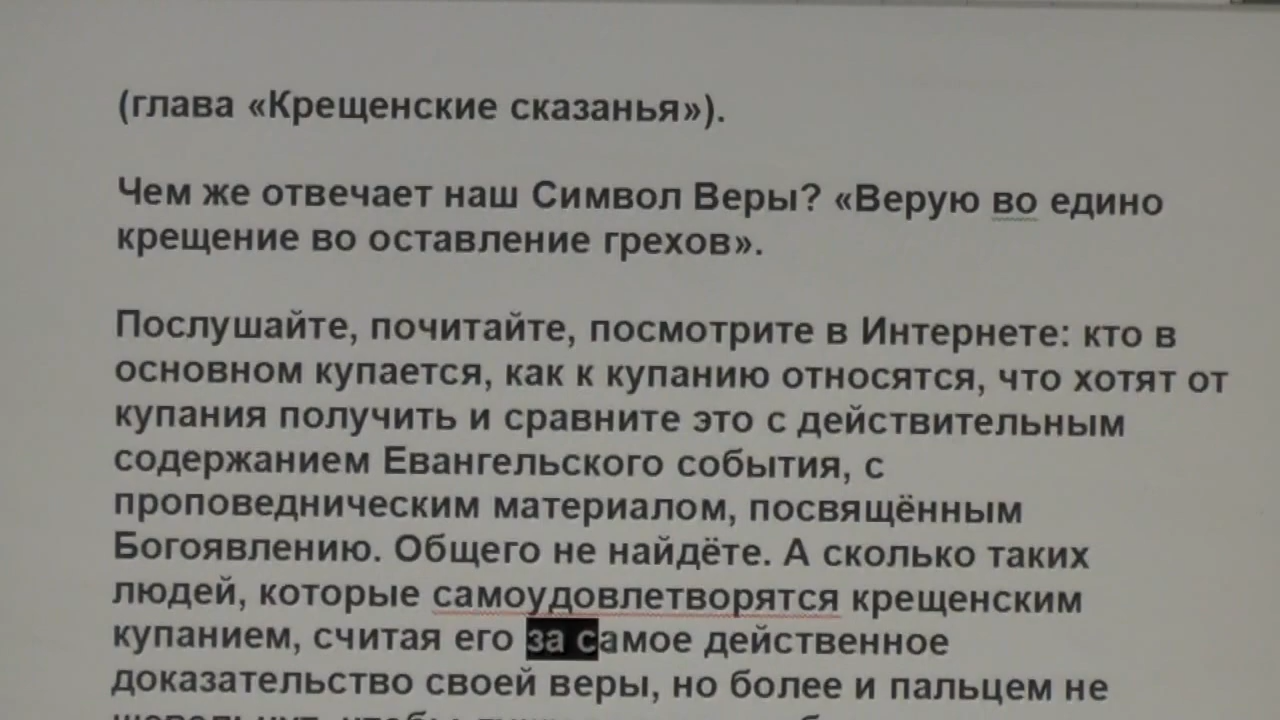 (глава «Крещенские сказанья»).
Чем же отвечает наш Символ Веры? «Верую во едино
крещение во оставление грехов».
Послушайте, почитайте, посмотрите в Интернете: кто в
основном купается, как к купанию относятся, что хотят от
купания получить и сравните это с действительным
содержанием Евангельского события, с
проповедническим материалом, посвящённым
Богоявлению. Общего не найдёте. А сколько таких
людей, которые самоудовлетворятся крещенским
купанием, считая его за самое действенное
доказательство своей веры, но более и пальцем не